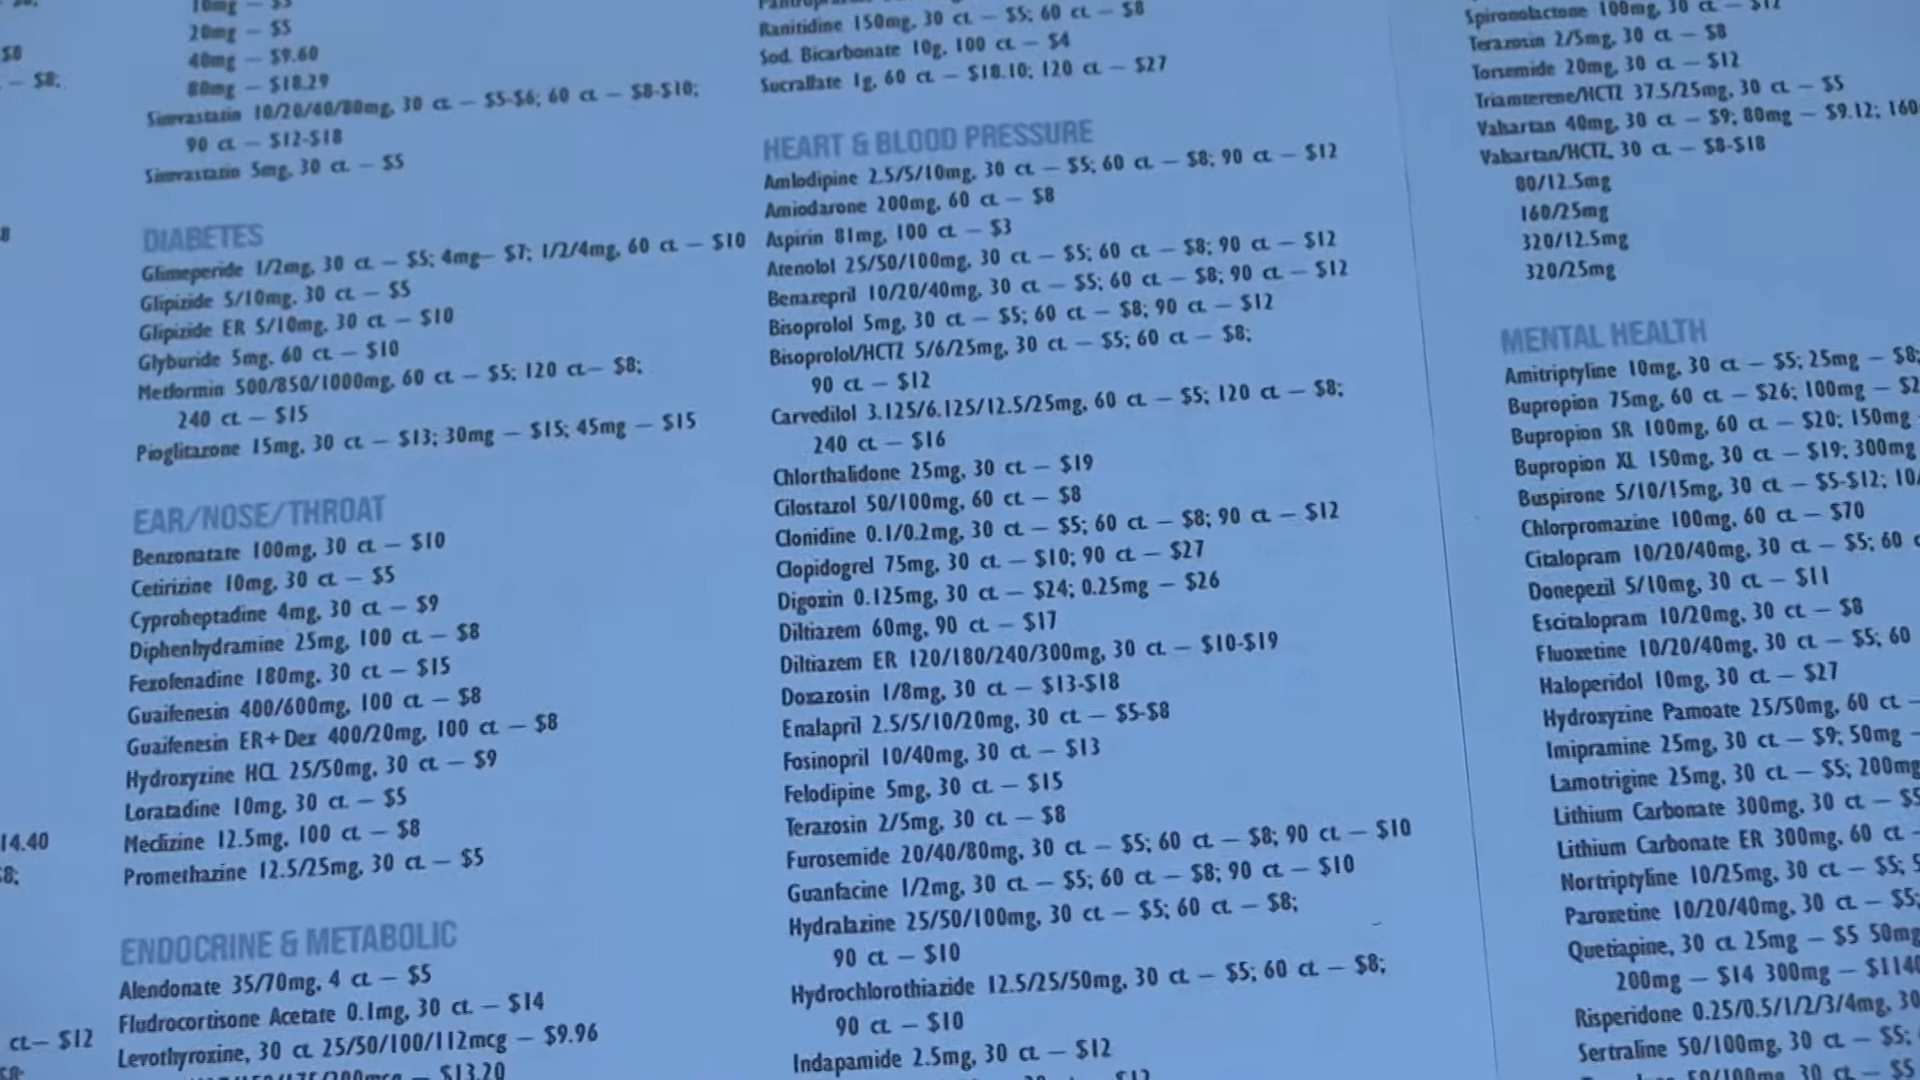 $8
— $8;
8
14.40
$8;
ct— $12
10mg — $5
20mg — $5
40mg — $9.60
80mg — $18.29
Simvastatin 10/20/40/80mg, 30 ct. — $5-$6; 60 ct — $8-$10;
90 ct — $12-$18
Simvastatin 5mg, 30 ct. — $5
DIABETES
Glimeperide 1/2mg, 30 ct — $5; 4mg— $7; 1/2/4mg, 60 ct — $10
Glipizide 5/10mg, 30 ct — $5
Glipizide ER 5/10mg, 30 ct — $10
Glyburide 5mg, 60 ct — $10
Metformin 500/850/1000mg, 60 ct — $5; 120 ct— $8;
240 ct — $15
Pioglitazone 15mg, 30 ct — $13; 30mg — $15; 45mg — $15
EAR/NOSE/THROAT
Benzonatate 100mg, 30 ct — $10
Cetirizine 10mg, 30 ct — $5
Cyproheptadine 4mg, 30 ct — $9
Diphenhydramine 25mg, 100 ct — $8
Fexofenadine 180mg, 30 ct — $15
Guaifenesin 400/600mg, 100 ct — $8
Guaifenesin ER+Dex 400/20mg, 100 ct — $8
Hydroxyzine HCL 25/50mg, 30 ct — $9
Loratadine 10mg, 30 ct. — $5
Meclizine 12.5mg, 100 ct — $8
Promethazine 12.5/25mg, 30 ct — $5
ENDOCRINE & METABOLIC
Alendonate 35/70mg, 4 ct — $5
Fludrocortisone Acetate 0.1mg, 30 ct. — $14
Levothyroxine, 30 ct. 25/50/100/112mcg — $9.96
— $13.20
Ranitidine 150mg, 30 ct — $5; 60 ct — $8
Sod. Bicarbonate 10g, 100 ct — $4
Sucralfate 1g, 60 ct — $18.10; 120 ct — $27
HEART & BLOOD PRESSURE
Amlodipine 2.5/5/10mg, 30 ct — $5; 60 ct — $8; 90 ct — $12
Amiodarone 200mg, 60 ct — $8
Aspirin 81mg, 100 ct — $3
Atenolol 25/50/100mg, 30 ct — $5; 60 ct — $8; 90 ct — $12
Benazepril 10/20/40mg, 30 ct — $5; 60 ct — $8; 90 ct — $12
Bisoprolol 5mg, 30 ct — $5; 60 ct — $8; 90 ct — $12
Bisoprolol/HCTZ 5/6/25mg, 30 ct — $5; 60 ct — $8;
90 ct — $12
Carvedilol 3.125/6.125/12.5/25mg, 60 ct — $5; 120 ct — $8;
240 ct — $16
Chlorthalidone 25mg, 30 ct — $19
Cilostazol 50/100mg, 60 ct — $8
Clonidine 0.1/0.2mg, 30 ct — $5; 60 ct — $8; 90 ct — $12
Clopidogrel 75mg, 30 ct. — $10; 90 ct — $27
Digoxin 0.125mg, 30 ct — $24; 0.25mg — $26
Diltiazem 60mg, 90 ct — $17
Diltiazem ER 120/180/240/300mg, 30 ct — $10-$19
Doxazosin 1/8mg, 30 ct — $13-$18
Enalapril 2.5/5/10/20mg, 30 ct — $5-$8
Fosinopril 10/40mg, 30 ct — $13
Felodipine 5mg, 30 ct — $15
Terazosin 2/5mg, 30 ct — $8
Furosemide 20/40/80mg, 30 ct — $5; 60 ct — $8; 90 ct — $10
Guanfacine 1/2mg, 30 ct — $5; 60 ct — $8; 90 ct — $10
Hydralazine 25/50/100mg, 30 ct — $5; 60 ct — $8;
90 ct — $10
Hydrochlorothiazide 12.5/25/50mg, 30 ct — $5; 60 ct — $8;
90 ct — $10
Indapamide 2.5mg, 30 ct — $12
Spironolactone 100mg, 30 ct — $12
Terazosin 2/5mg, 30 ct — $8
Torsemide 20mg, 30 ct — $12
Triamterene/HCTZ 37.5/25mg, 30 ct — $5
Valsartan 40mg, 30 ct — $9; 80mg — $9.12; 160
Valsartan/HCTZ, 30 ct — $8-$18
80/12.5mg
160/25mg
320/12.5mg
320/25mg
MENTAL HEALTH
Amitriptyline 10mg, 30 ct — $5; 25mg — $8;
Bupropion 75mg, 60 ct — $26; 100mg — $2
Bupropion SR 100mg, 60 ct — $20; 150mg
Bupropion XL 150mg, 30 ct — $19; 300mg
Buspirone 5/10/15mg, 30 ct — $5-$12; 10/
Chlorpromazine 100mg, 60 ct — $70
Citalopram 10/20/40mg, 30 ct — $5; 60 c
Donepezil 5/10mg, 30 ct — $11
Escitalopram 10/20mg, 30 ct — $8
Fluoxetine 10/20/40mg, 30 ct — $5; 60
Haloperidol 10mg, 30 ct — $27
Hydroxyzine Pamoate 25/50mg, 60 ct —
Imipramine 25mg, 30 ct — $9; 50mg —
Lamotrigine 25mg, 30 ct — $5; 200mg
Lithium Carbonate 300mg, 30 ct — $5
Lithium Carbonate ER 300mg, 60 ct —
Nortriptyline 10/25mg, 30 ct — $5; 5
Paroxetine 10/20/40mg, 30 ct — $5;
Quetiapine, 30 ct 25mg — $5 50mg
200mg — $14 300mg — $1140
Risperidone 0.25/0.5/1/2/3/4mg, 30
Sertraline 50/100mg, 30 ct — $5;
50/100mg, 30 ct — $5